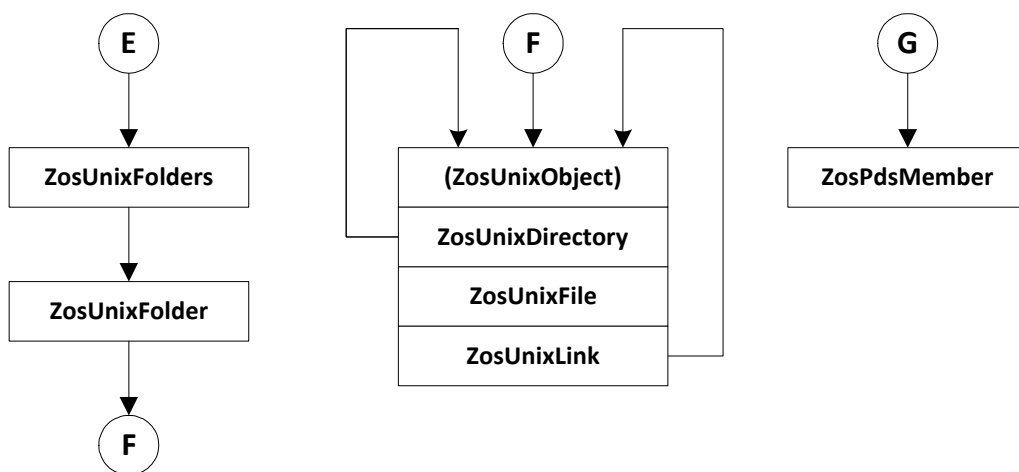 E
F
G
ZosUnixFolders
(ZosUnixObject)
ZosPdsMember
ZosUnixDirectory
ZosUnixFolder
ZosUnixFile
ZosUnixLink
F